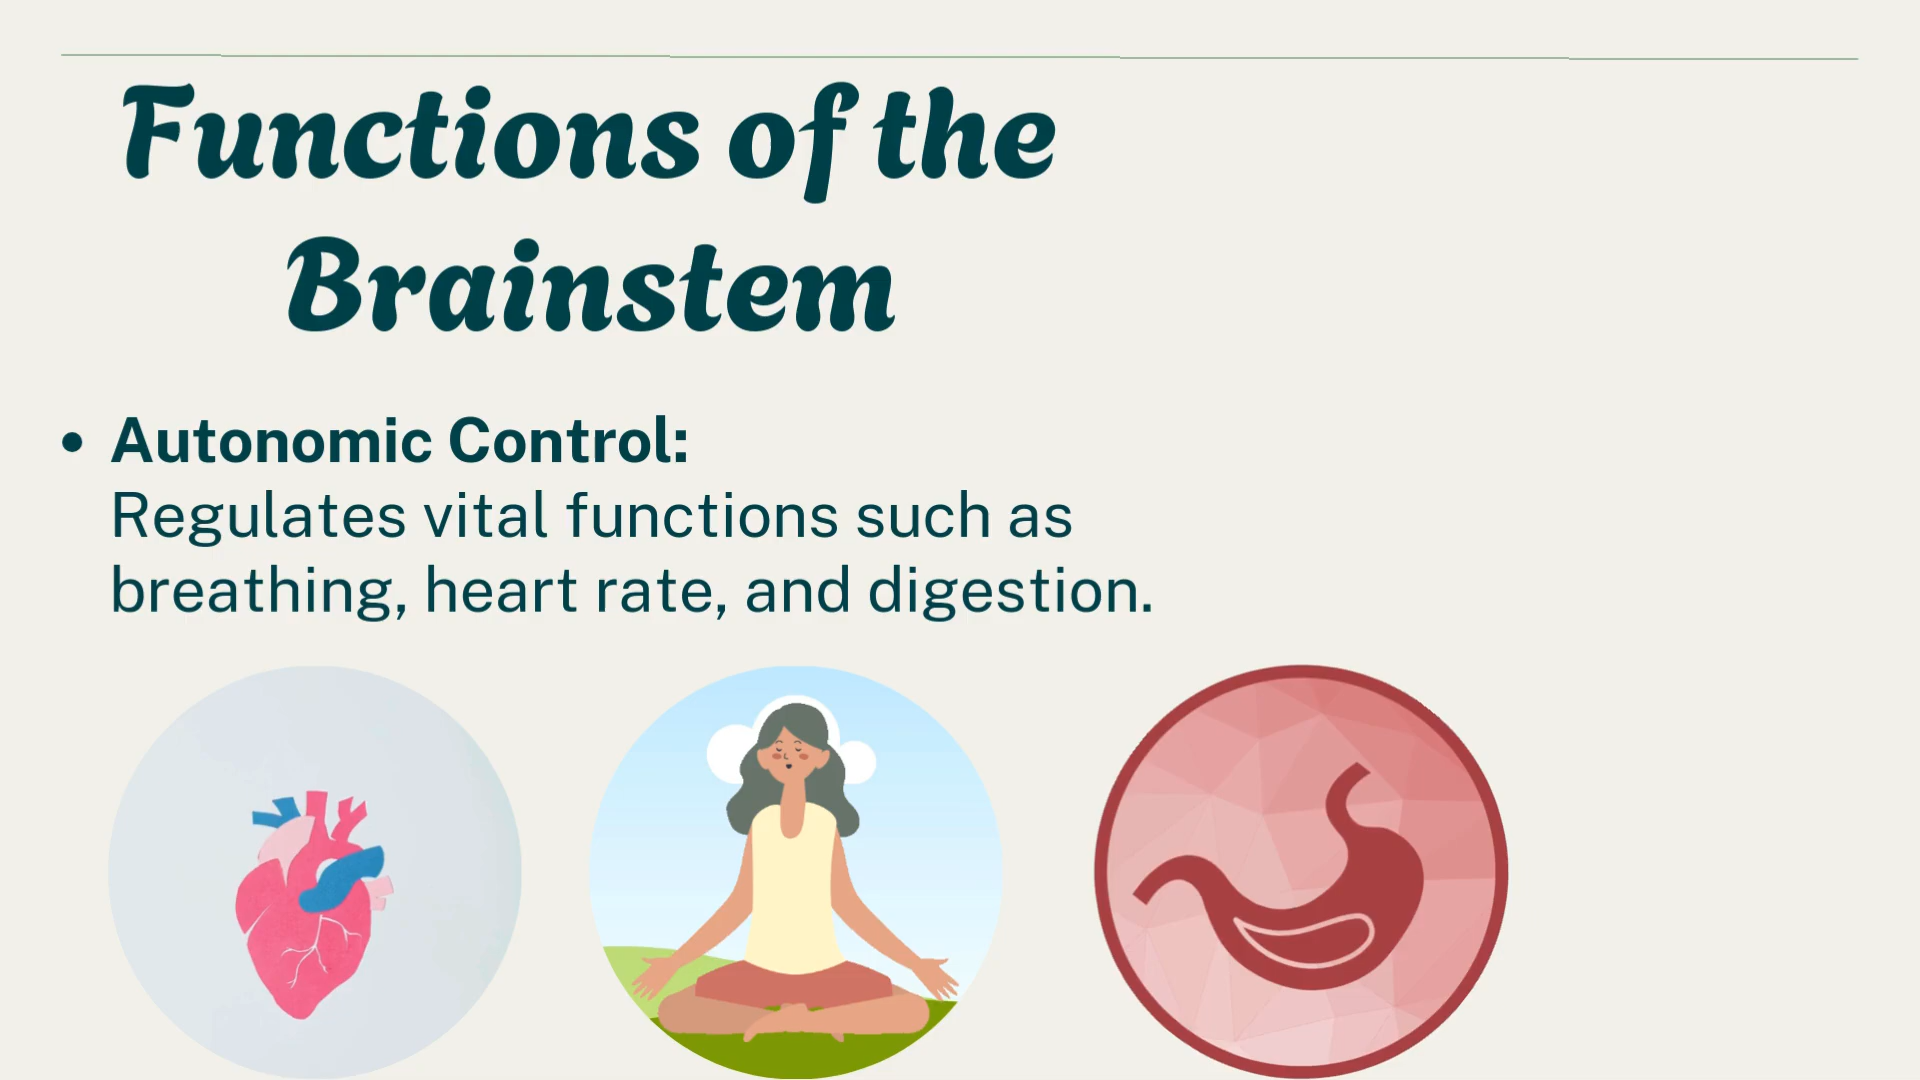 Functions of the
Brainstem
• Autonomic Control:
Regulates vital functions such as
breathing, heart rate, and digestion.